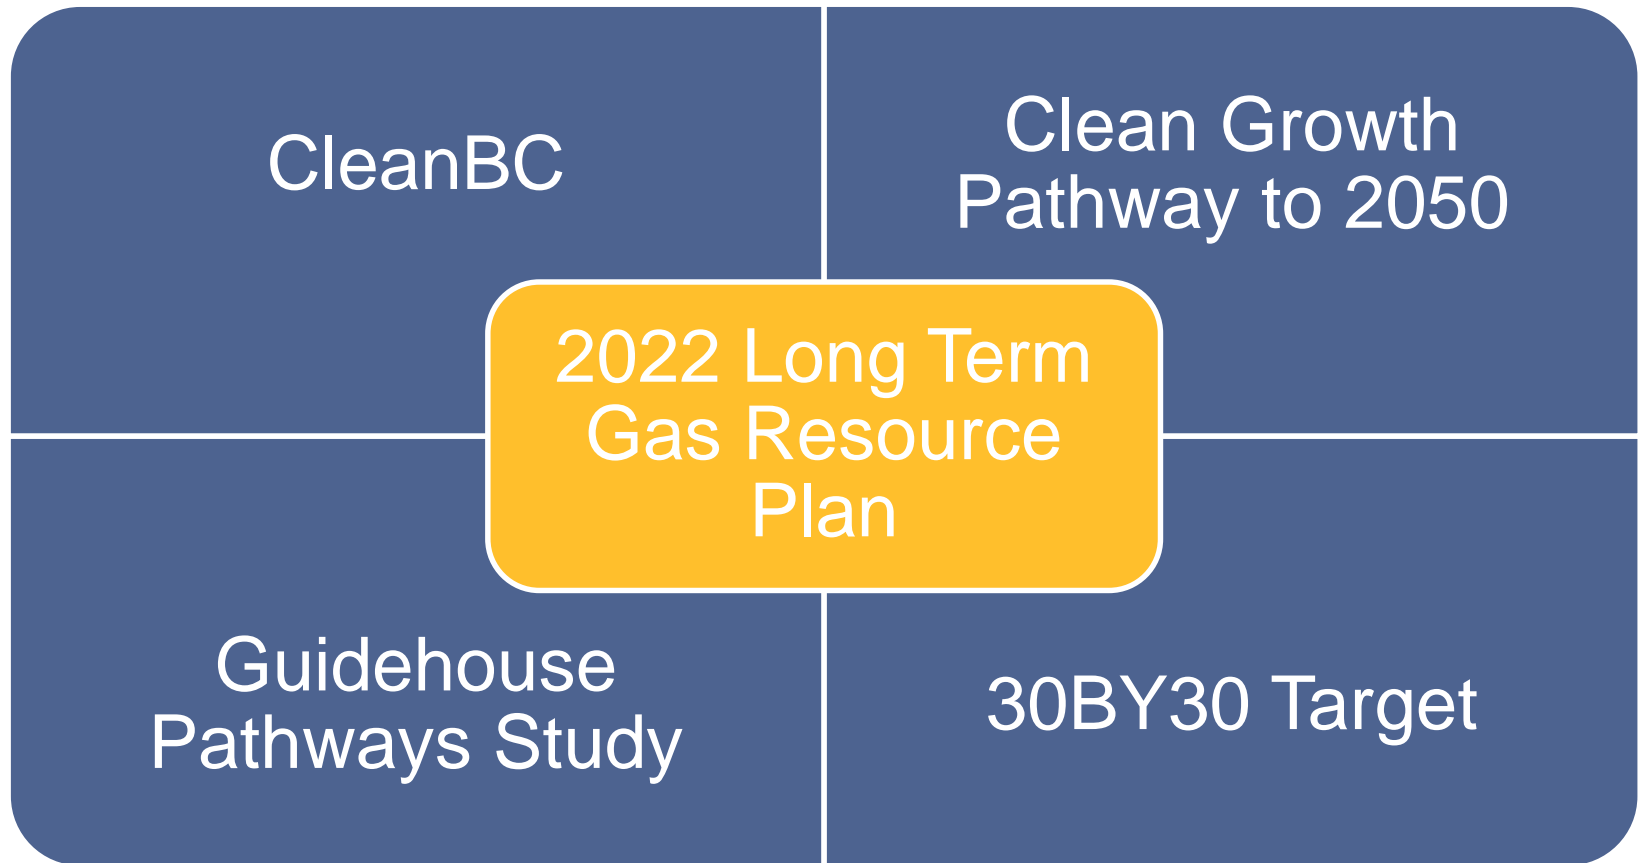 CleanBC
Clean Growth
Pathway to 2050
2022 Long Term
Gas Resource
Plan
Guidehouse
Pathways Study
30BY30 Target